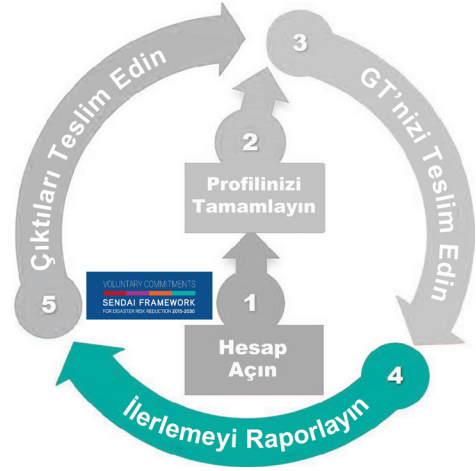 1
Hesap
Açın
2
Profilinizi
Tamamlayın
3
GT'nizi Teslim Edin
4
İlerlemeyi Raporlayın
5
Çıktıları Teslim Edin
VOLUNTARY COMMITMENTS
SENDAI FRAMEWORK
FOR DISASTER RISK REDUCTION 2015-2030